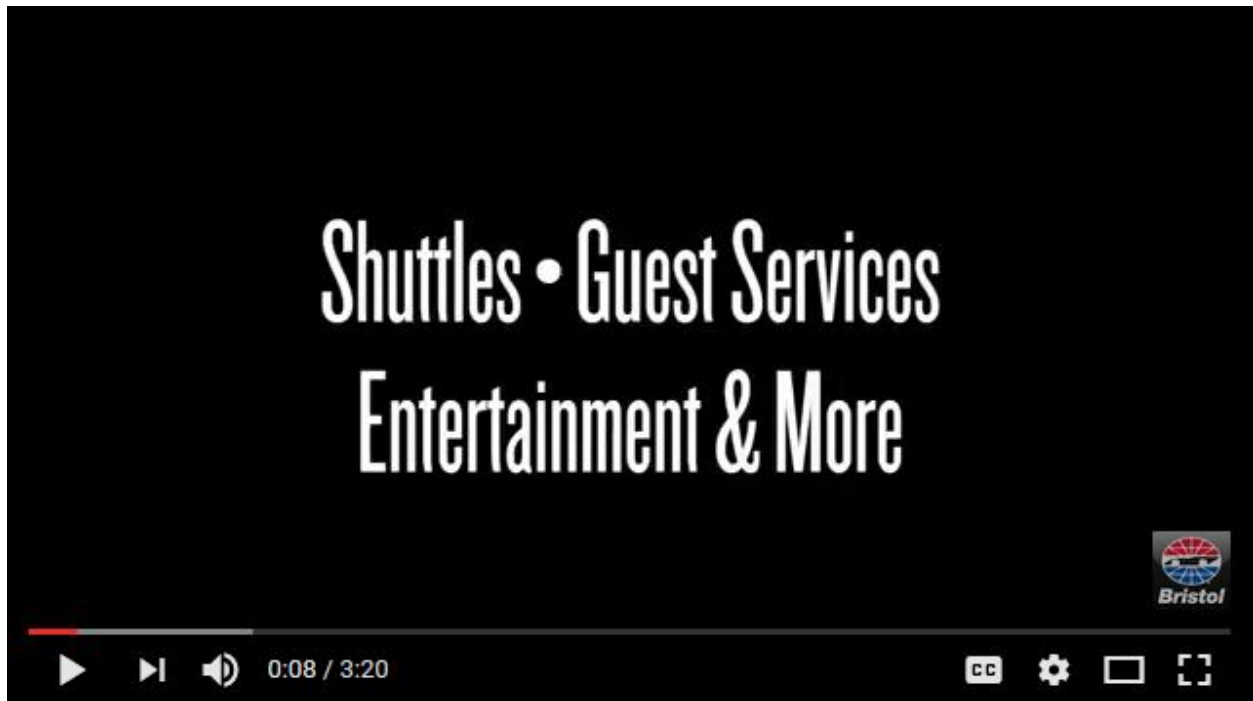 Shuttles • Guest Services
Entertainment & More
Bristol
0:08 / 3:20
CC